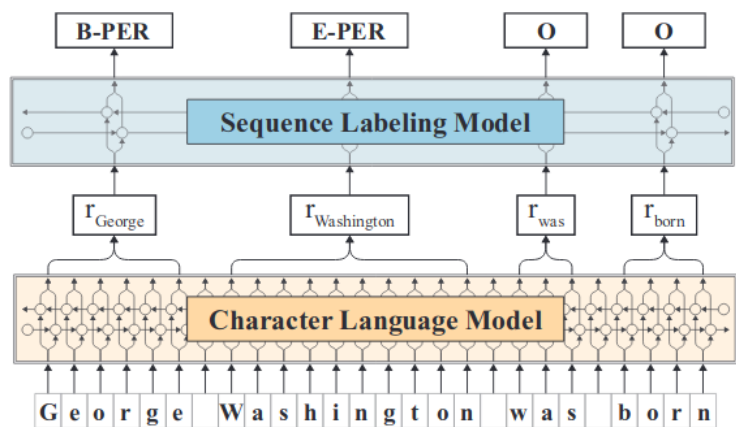 B-PER E-PER O O
Sequence Labeling Model
r George r Washington r was r born
Character Language Model
G e o r g e W a s h i n g t o n w a s b o r n